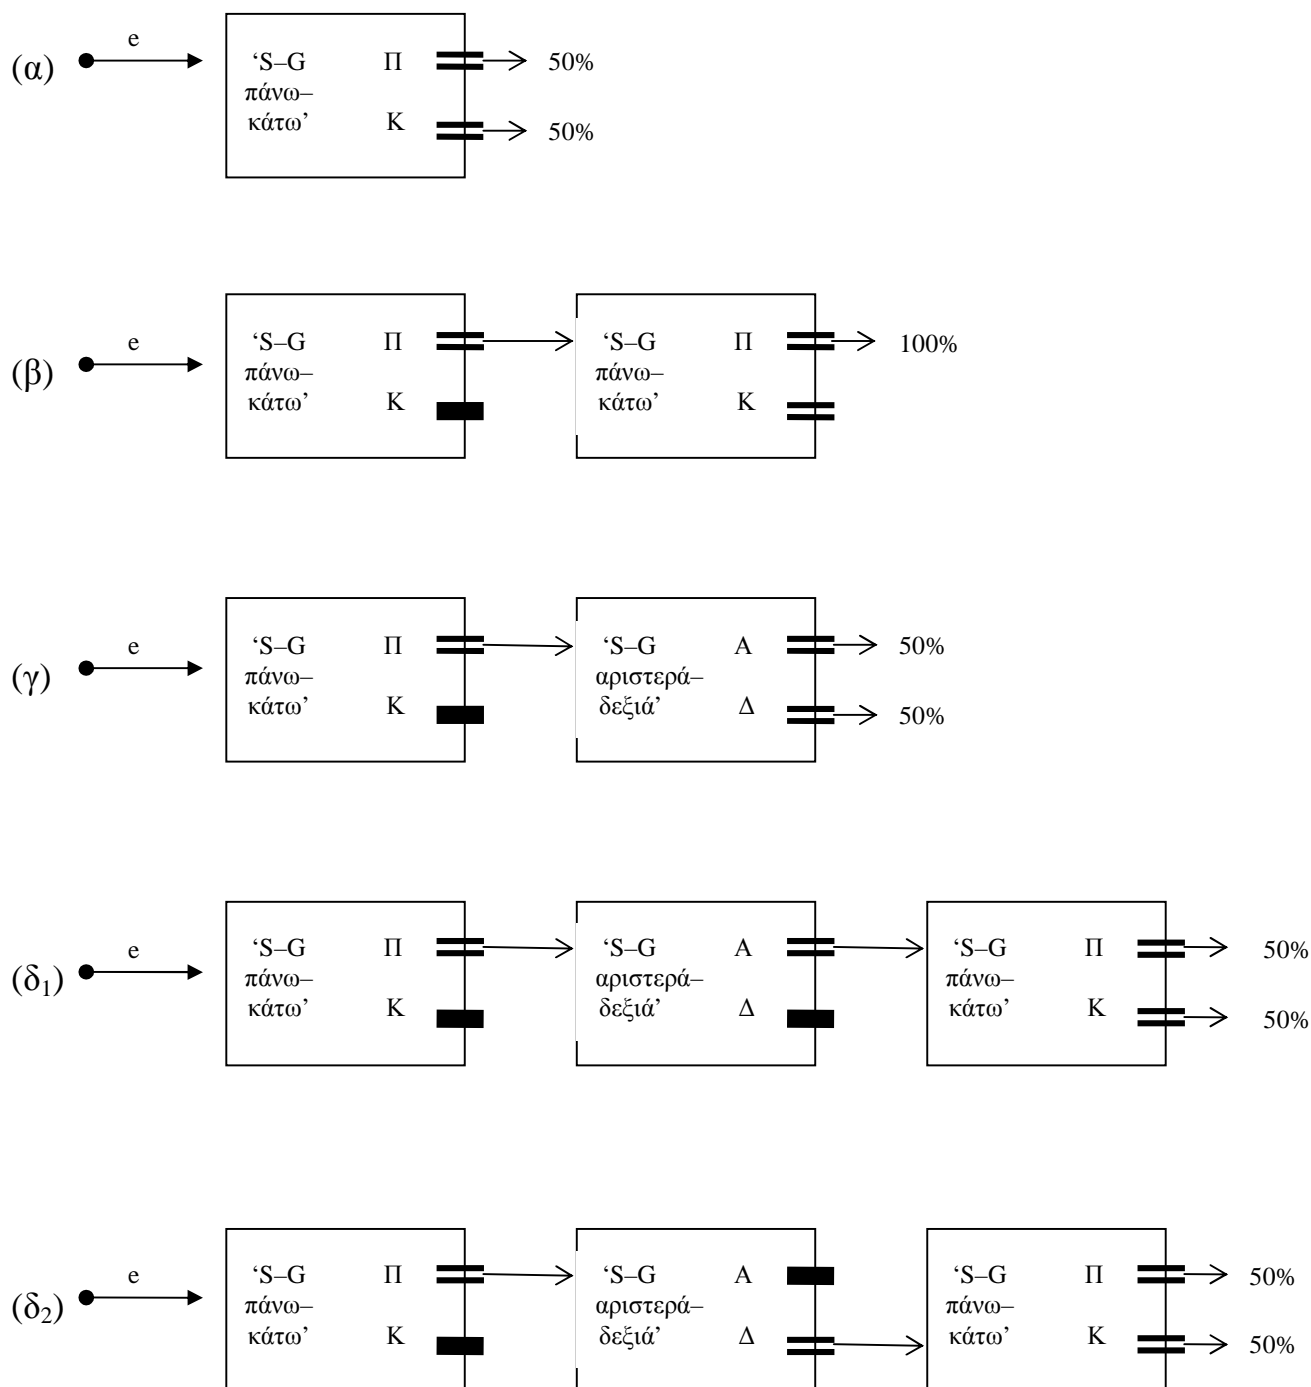 (α) e ‘S–G Π 50%
πάνω–
κάτω’ Κ 50%
(β) e ‘S–G Π ‘S–G Π 100%
πάνω– πάνω–
κάτω’ Κ κάτω’ Κ
(γ) e ‘S–G Π ‘S–G Α 50%
πάνω– αριστερά–
κάτω’ Κ δεξιά’ Δ 50%
(δ1) e ‘S–G Π ‘S–G Α ‘S–G Π 50%
πάνω– αριστερά– πάνω–
κάτω’ Κ δεξιά’ Δ κάτω’ Κ 50%
(δ2) e ‘S–G Π ‘S–G Α ‘S–G Π 50%
πάνω– αριστερά– πάνω–
κάτω’ Κ δεξιά’ Δ κάτω’ Κ 50%